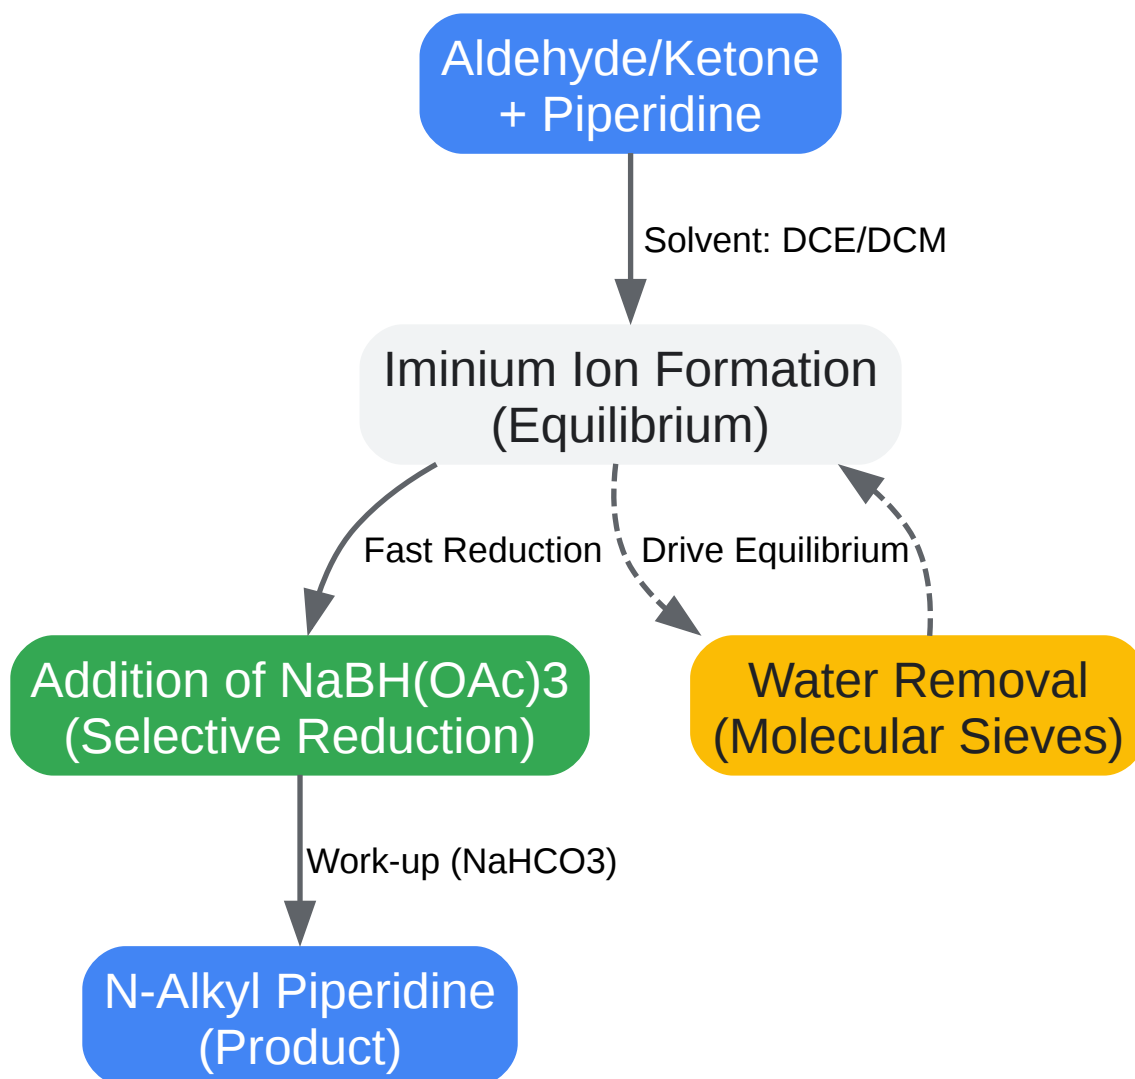 Aldehyde/Ketone
+ Piperidine
Solvent: DCE/DCM
Iminium Ion Formation
(Equilibrium)
Fast Reduction
Drive Equilibrium
Addition of NaBH(OAc)3
(Selective Reduction)
Water Removal
(Molecular Sieves)
Work-up (NaHCO3)
N-Alkyl Piperidine
(Product)